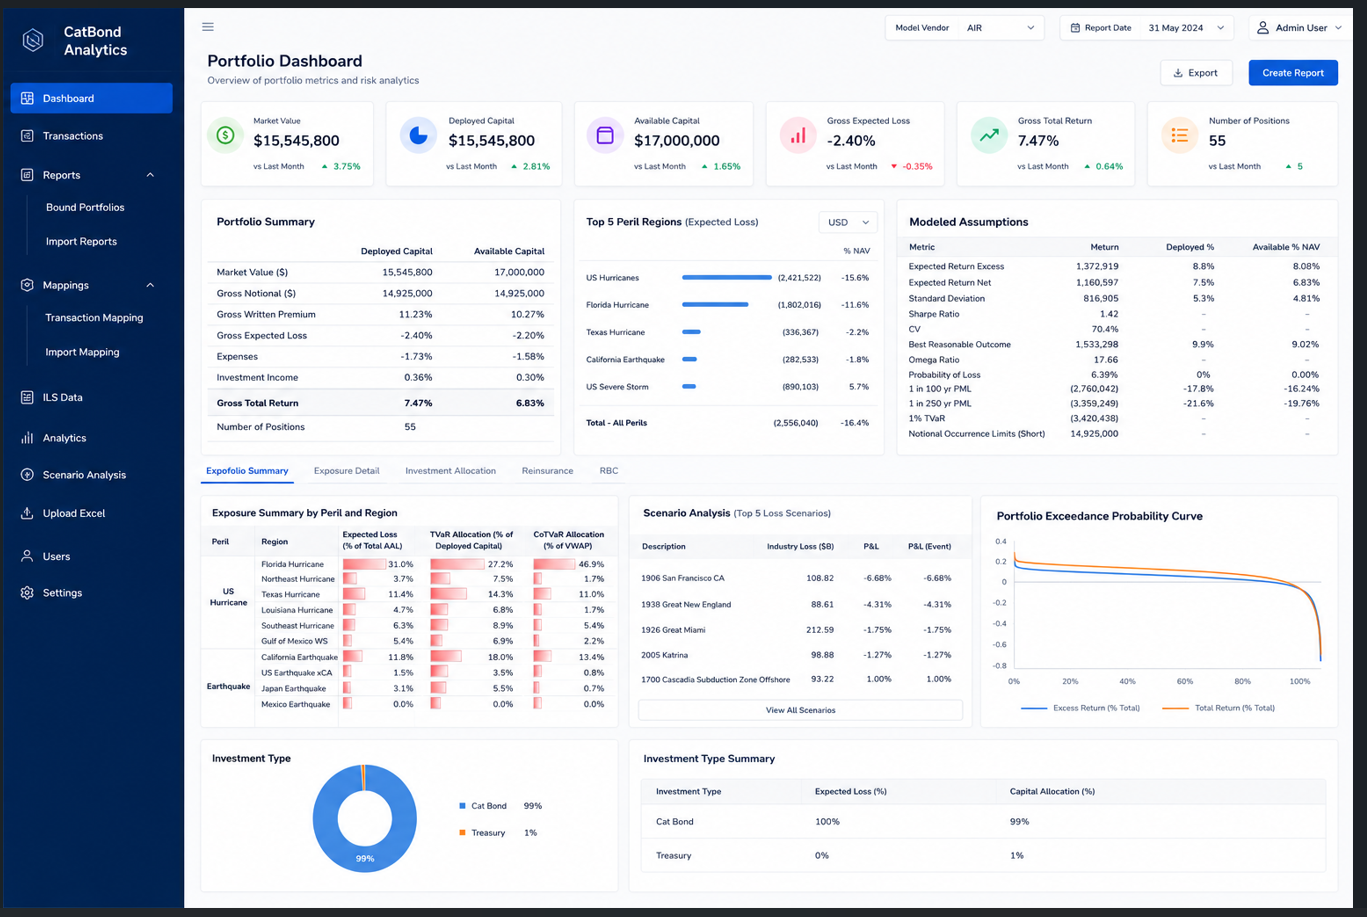 CatBond
Analytics
Dashboard
Transactions
Reports
Bound Portfolios
Import Reports
Mappings
Transaction Mapping
Import Mapping
ILS Data
Analytics
Scenario Analysis
Upload Excel
Users
Settings
Model Vendor AIR
Report Date 31 May 2024
Admin User
Portfolio Dashboard
Overview of portfolio metrics and risk analytics
Export
Create Report
Market Value
$15,545,800
vs Last Month 3.75%
Deployed Capital
$15,545,800
vs Last Month 2.81%
Available Capital
$17,000,000
vs Last Month 1.65%
Gross Expected Loss
-2.40%
vs Last Month -0.35%
Gross Total Return
7.47%
vs Last Month 0.64%
Number of Positions
55
vs Last Month 5
Portfolio Summary
Deployed Capital Available Capital
Market Value ($) 15,545,800 17,000,000
Gross Notional ($) 14,925,000 14,925,000
Gross Written Premium 11.23% 10.27%
Gross Expected Loss -2.40% -2.20%
Expenses -1.73% -1.58%
Investment Income 0.36% 0.30%
Gross Total Return 7.47% 6.83%
Number of Positions 55
Top 5 Peril Regions (Expected Loss)
USD
% NAV
US Hurricanes (2,421,522) -15.6%
Florida Hurricane (1,802,016) -11.6%
Texas Hurricane (336,367) -2.2%
California Earthquake (282,533) -1.8%
US Severe Storm (890,103) 5.7%
Total - All Perils (2,556,040) -16.4%
Modeled Assumptions
Metric Meturn Deployed % Available % NAV
Expected Return Excess 1,372,919 8.8% 8.08%
Expected Return Net 1,160,597 7.5% 6.83%
Standard Deviation 816,905 5.3% 4.81%
Sharpe Ratio 1.42 – –
CV 70.4% – –
Best Reasonable Outcome 1,533,298 9.9% 9.02%
Omega Ratio 17.66 – –
Probability of Loss 6.39% 0% 0.00%
1 in 100 yr PML (2,760,042) -17.8% -16.24%
1 in 250 yr PML (3,359,249) -21.6% -19.76%
1% TVaR (3,420,438) – –
Notional Occurrence Limits (Short) 14,925,000 – –
Expofolio Summary
Exposure Detail
Investment Allocation
Reinsurance
RBC
Exposure Summary by Peril and Region
Peril Region Expected Loss TVaR Allocation (% of CoTVaR Allocation
(% of Total AAL) Deployed Capital) (% of VWAP)
US
Hurricane
Florida Hurricane 31.0% 27.2% 46.9%
Northeast Hurricane 3.7% 7.5% 1.7%
Texas Hurricane 11.4% 14.3% 11.0%
Louisiana Hurricane 4.7% 6.8% 1.7%
Southeast Hurricane 6.3% 8.9% 5.4%
Gulf of Mexico WS 5.4% 6.9% 2.2%
Earthquake
California Earthquake 11.8% 18.0% 13.4%
US Earthquake xCA 1.5% 3.5% 0.8%
Japan Earthquake 3.1% 5.5% 0.7%
Mexico Earthquake 0.0% 0.0% 0.0%
Scenario Analysis (Top 5 Loss Scenarios)
Description Industry Loss ($B) P&L P&L (Event)
1906 San Francisco CA 108.82 -6.68% -6.68%
1938 Great New England 88.61 -4.31% -4.31%
1926 Great Miami 212.59 -1.75% -1.75%
2005 Katrina 98.88 -1.27% -1.27%
1700 Cascadia Subduction Zone Offshore 93.22 1.00% 1.00%
View All Scenarios
Portfolio Exceedance Probability Curve
0.4
0.2
0
-0.2
-0.4
-0.6
-0.8
0% 20% 40% 60% 80% 100%
Excess Return (% Total) Total Return (% Total)
Investment Type
99%
Cat Bond 99%
Treasury 1%
Investment Type Summary
Investment Type Expected Loss (%) Capital Allocation (%)
Cat Bond 100% 99%
Treasury 0% 1%